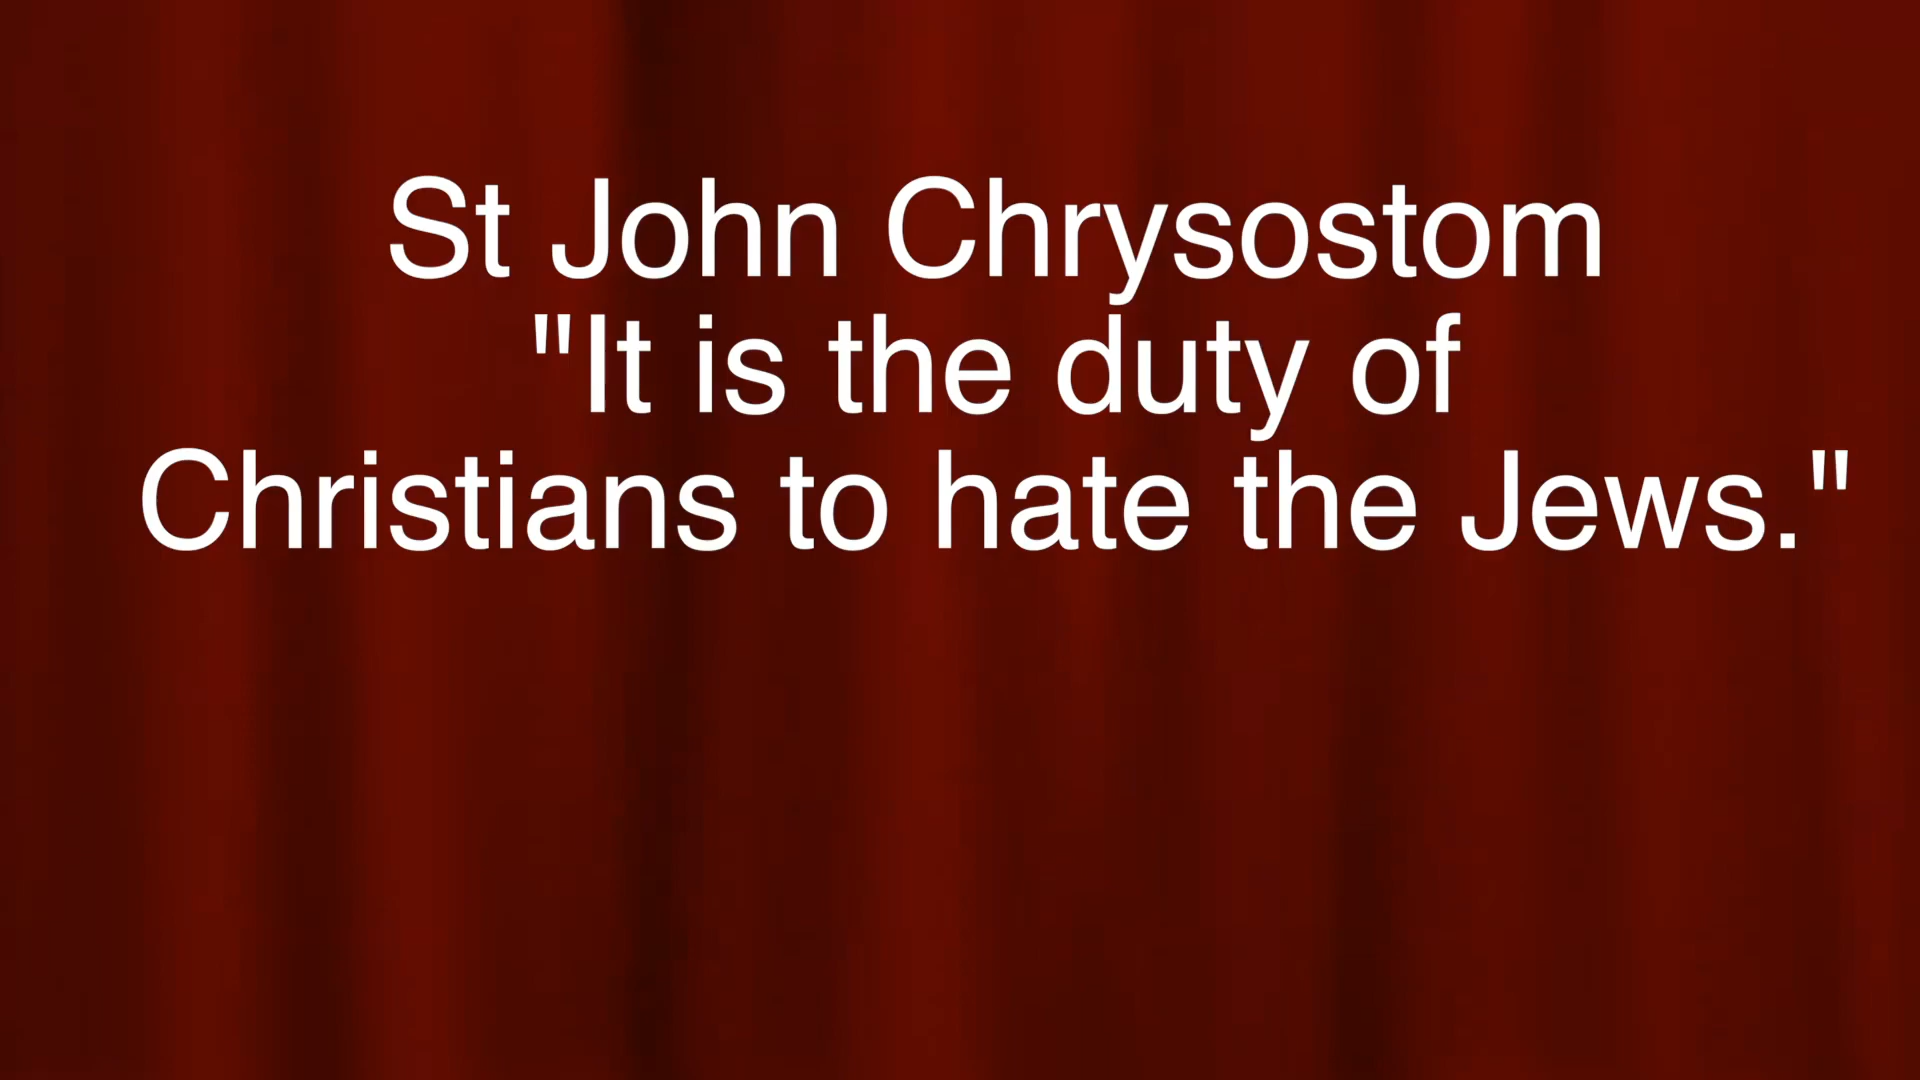 St John Chrysostom
"It is the duty of
Christians to hate the Jews."